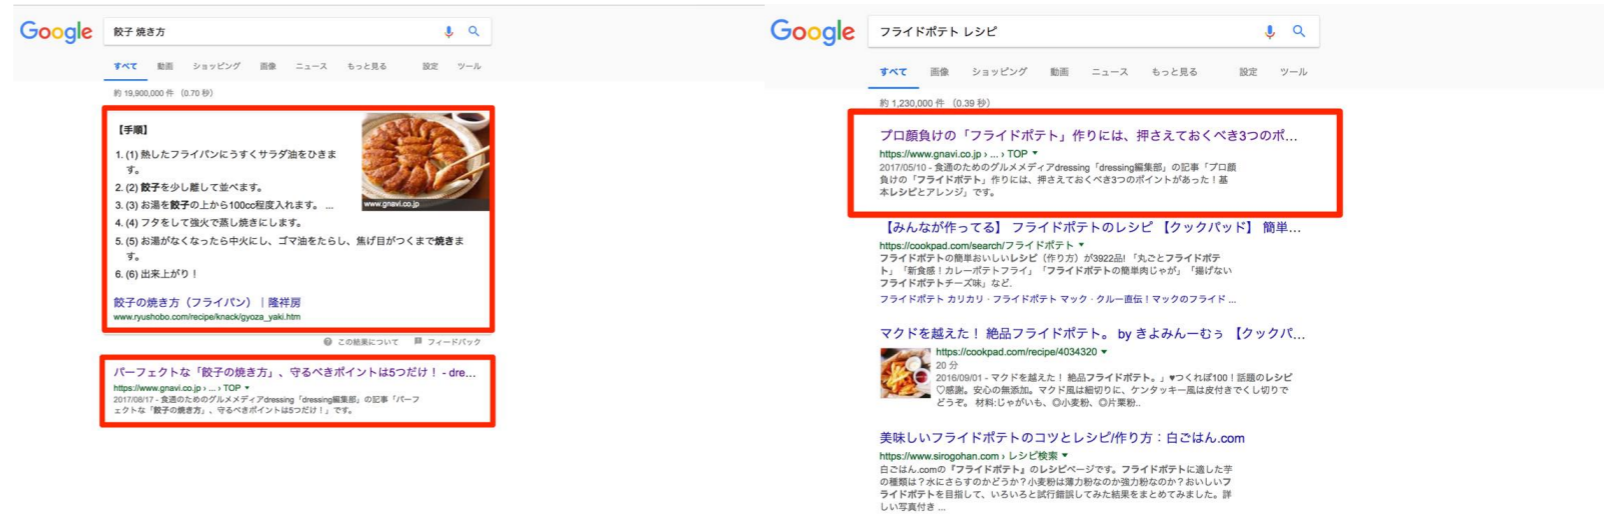 Google
餃子 焼き方
すべて 動画 ショッピング 画像 ニュース もっと見る 設定 ツール
約 19,900,000 件 （0.70 秒）
【手順】
1. (1) 熱したフライパンにうすくサラダ油をひきま
す。
2. (2) 餃子を少し離して並べます。
3. (3) お湯を餃子の上から100cc程度入れます。 ...
4. (4) フタをして強火で蒸し焼きにします。
5. (5) お湯がなくなったら中火にし、ゴマ油をたらし、焦げ目がつくまで焼きま
す。
6. (6) 出来上がり！
www.gnavi.co.jp
餃子の焼き方（フライパン）｜隆祥房
www.ryushobo.com/recipe/knack/gyoza_yaki.htm
この結果について フィードバック
パーフェクトな「餃子の焼き方」、守るべきポイントは5つだけ！ - dre...
https://www.gnavi.co.jp › ... › TOP ▼
2017/08/17 - 食通のためのグルメメディアdressing「dressing編集部」の記事「パーフ
ェクトな「餃子の焼き方」、守るべきポイントは5つだけ！」です。
Google
フライドポテト レシピ
すべて 画像 ショッピング 動画 ニュース もっと見る 設定 ツール
約 1,230,000 件 （0.39 秒）
プロ顔負けの「フライドポテト」作りには、押さえておくべき3つのポ...
https://www.gnavi.co.jp › ... › TOP ▼
2017/05/10 - 食通のためのグルメメディアdressing「dressing編集部」の記事「プロ顔
負けの「フライドポテト」作りには、押さえておくべき3つのポイントがあった！基
本レシピとアレンジ」です。
【みんなが作ってる】 フライドポテトのレシピ 【クックパッド】 簡単...
https://cookpad.com/search/フライドポテト ▼
フライドポテトの簡単おいしいレシピ（作り方）が3922品! 「丸ごとフライドポテ
ト」「新食感！カレーポテトフライ」「フライドポテトの簡単肉じゃが」「揚げない
フライドポテトチーズ味」など.
フライドポテト カリカリ · フライドポテト マック · クルー直伝！マックのフライド ...
マクドを越えた！ 絶品フライドポテト。 by きよみんーむぅ 【クックパ...
https://cookpad.com/recipe/4034320 ▼
20 分
2016/09/01 - マクドを越えた！ 絶品フライドポテト。」♥つくれぽ100！話題のレシピ
♡感謝。安心の無添加。マクド風は細切りに、ケンタッキー風は皮付きでくし切りで
どうぞ。 材料:じゃがいも、◎小麦粉、◎片栗粉..
美味しいフライドポテトのコツとレシピ/作り方：白ごはん.com
https://www.sirogohan.com › レシピ検索 ▼
白ごはん.comの『フライドポテト』のレシピページです。フライドポテトに適した芋
の種類は？水にさらすのかどうか？小麦粉は薄力粉なのか強力粉なのか？おいしいフ
ライドポテトを目指して、いろいろと試行錯誤してみた結果をまとめてみました。詳
しい写真付き ...